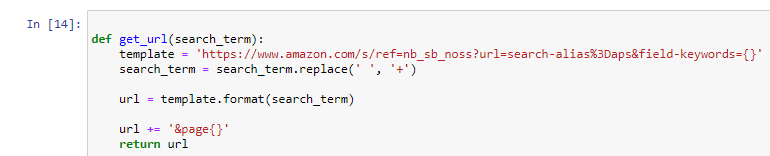 In [14]:
def get_url(search_term):
    template = 'https://www.amazon.com/s/ref=nb_sb_noss?url=search-alias%3Daps&field-keywords={}'
    search_term = search_term.replace(' ', '+')
    url = template.format(search_term)
    url += '&page{}'
    return url